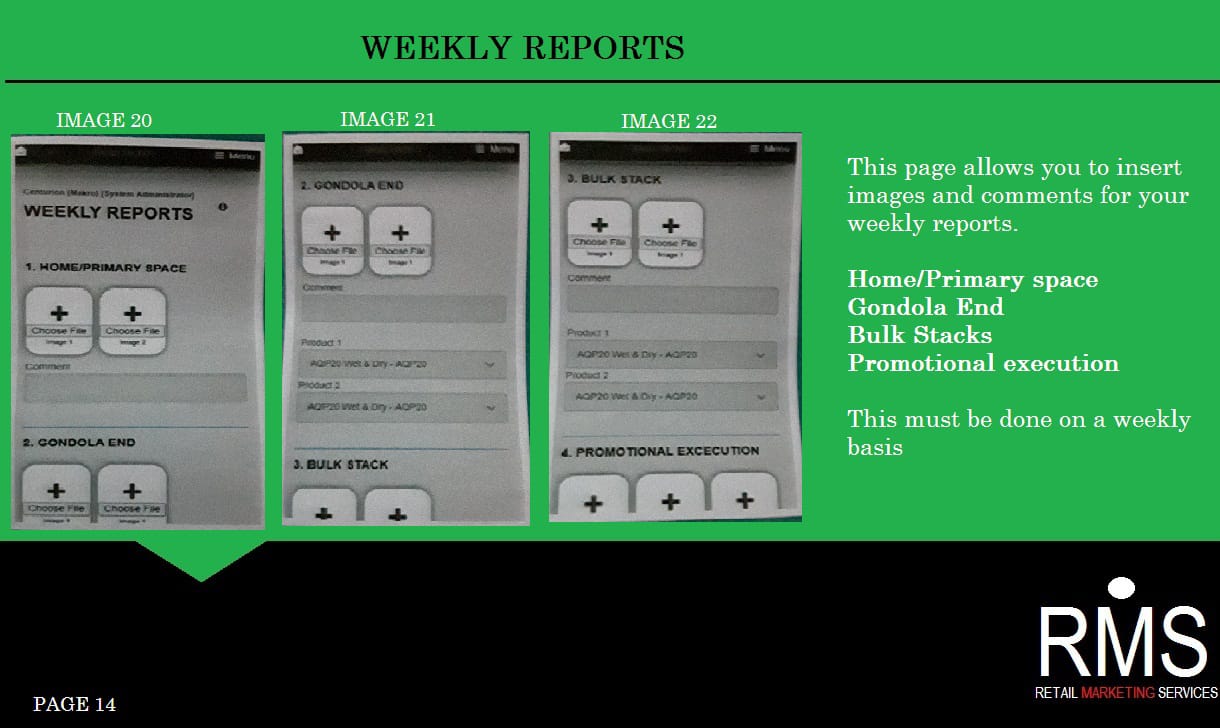 WEEKLY REPORTS
IMAGE 20
Menu
Centurion (Makro) [System Administrator]
WEEKLY REPORTS
1. HOME/PRIMARY SPACE
+ +
Choose File Choose File
Image 1 Image 2
Comment
2. GONDOLA END
+ +
Choose File Choose File
Image 1 Image 1
IMAGE 21
Menu
2. GONDOLA END
+ +
Choose File Choose File
Image 1 Image 1
Comment
Product 1
AQP20 Wet & Dry - AQP20
Product 2
AQP20 Wet & Dry - AQP20
3. BULK STACK
+ +
IMAGE 22
Menu
3. BULK STACK
+ +
Choose File Choose File
Image 1 Image 1
Comment
Product 1
AQP20 Wet & Dry - AQP20
Product 2
AQP20 Wet & Dry - AQP20
4. PROMOTIONAL EXCECUTION
+ + +
This page allows you to insert
images and comments for your
weekly reports.
Home/Primary space
Gondola End
Bulk Stacks
Promotional execution
This must be done on a weekly
basis
RMS
RETAIL MARKETING SERVICES
PAGE 14